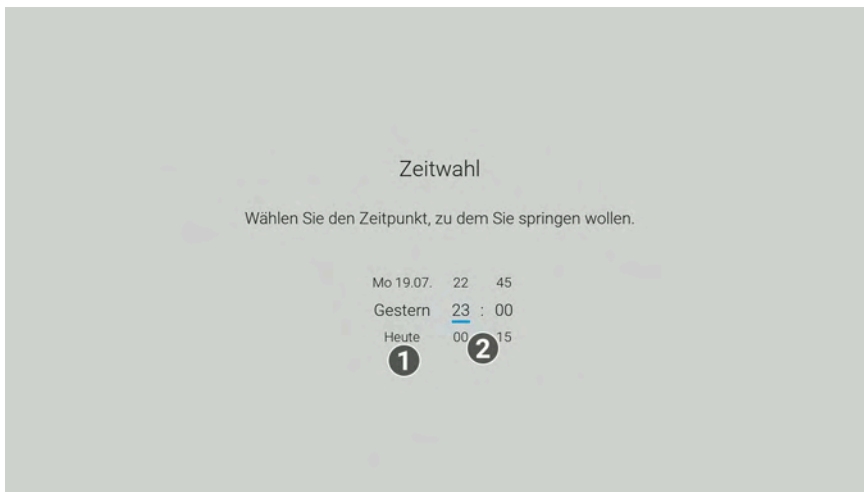 Zeitwahl
Wählen Sie den Zeitpunkt, zu dem Sie springen wollen.
Mo 19.07. 22 45
Gestern 23 : 00
Heute 00 15
1 2